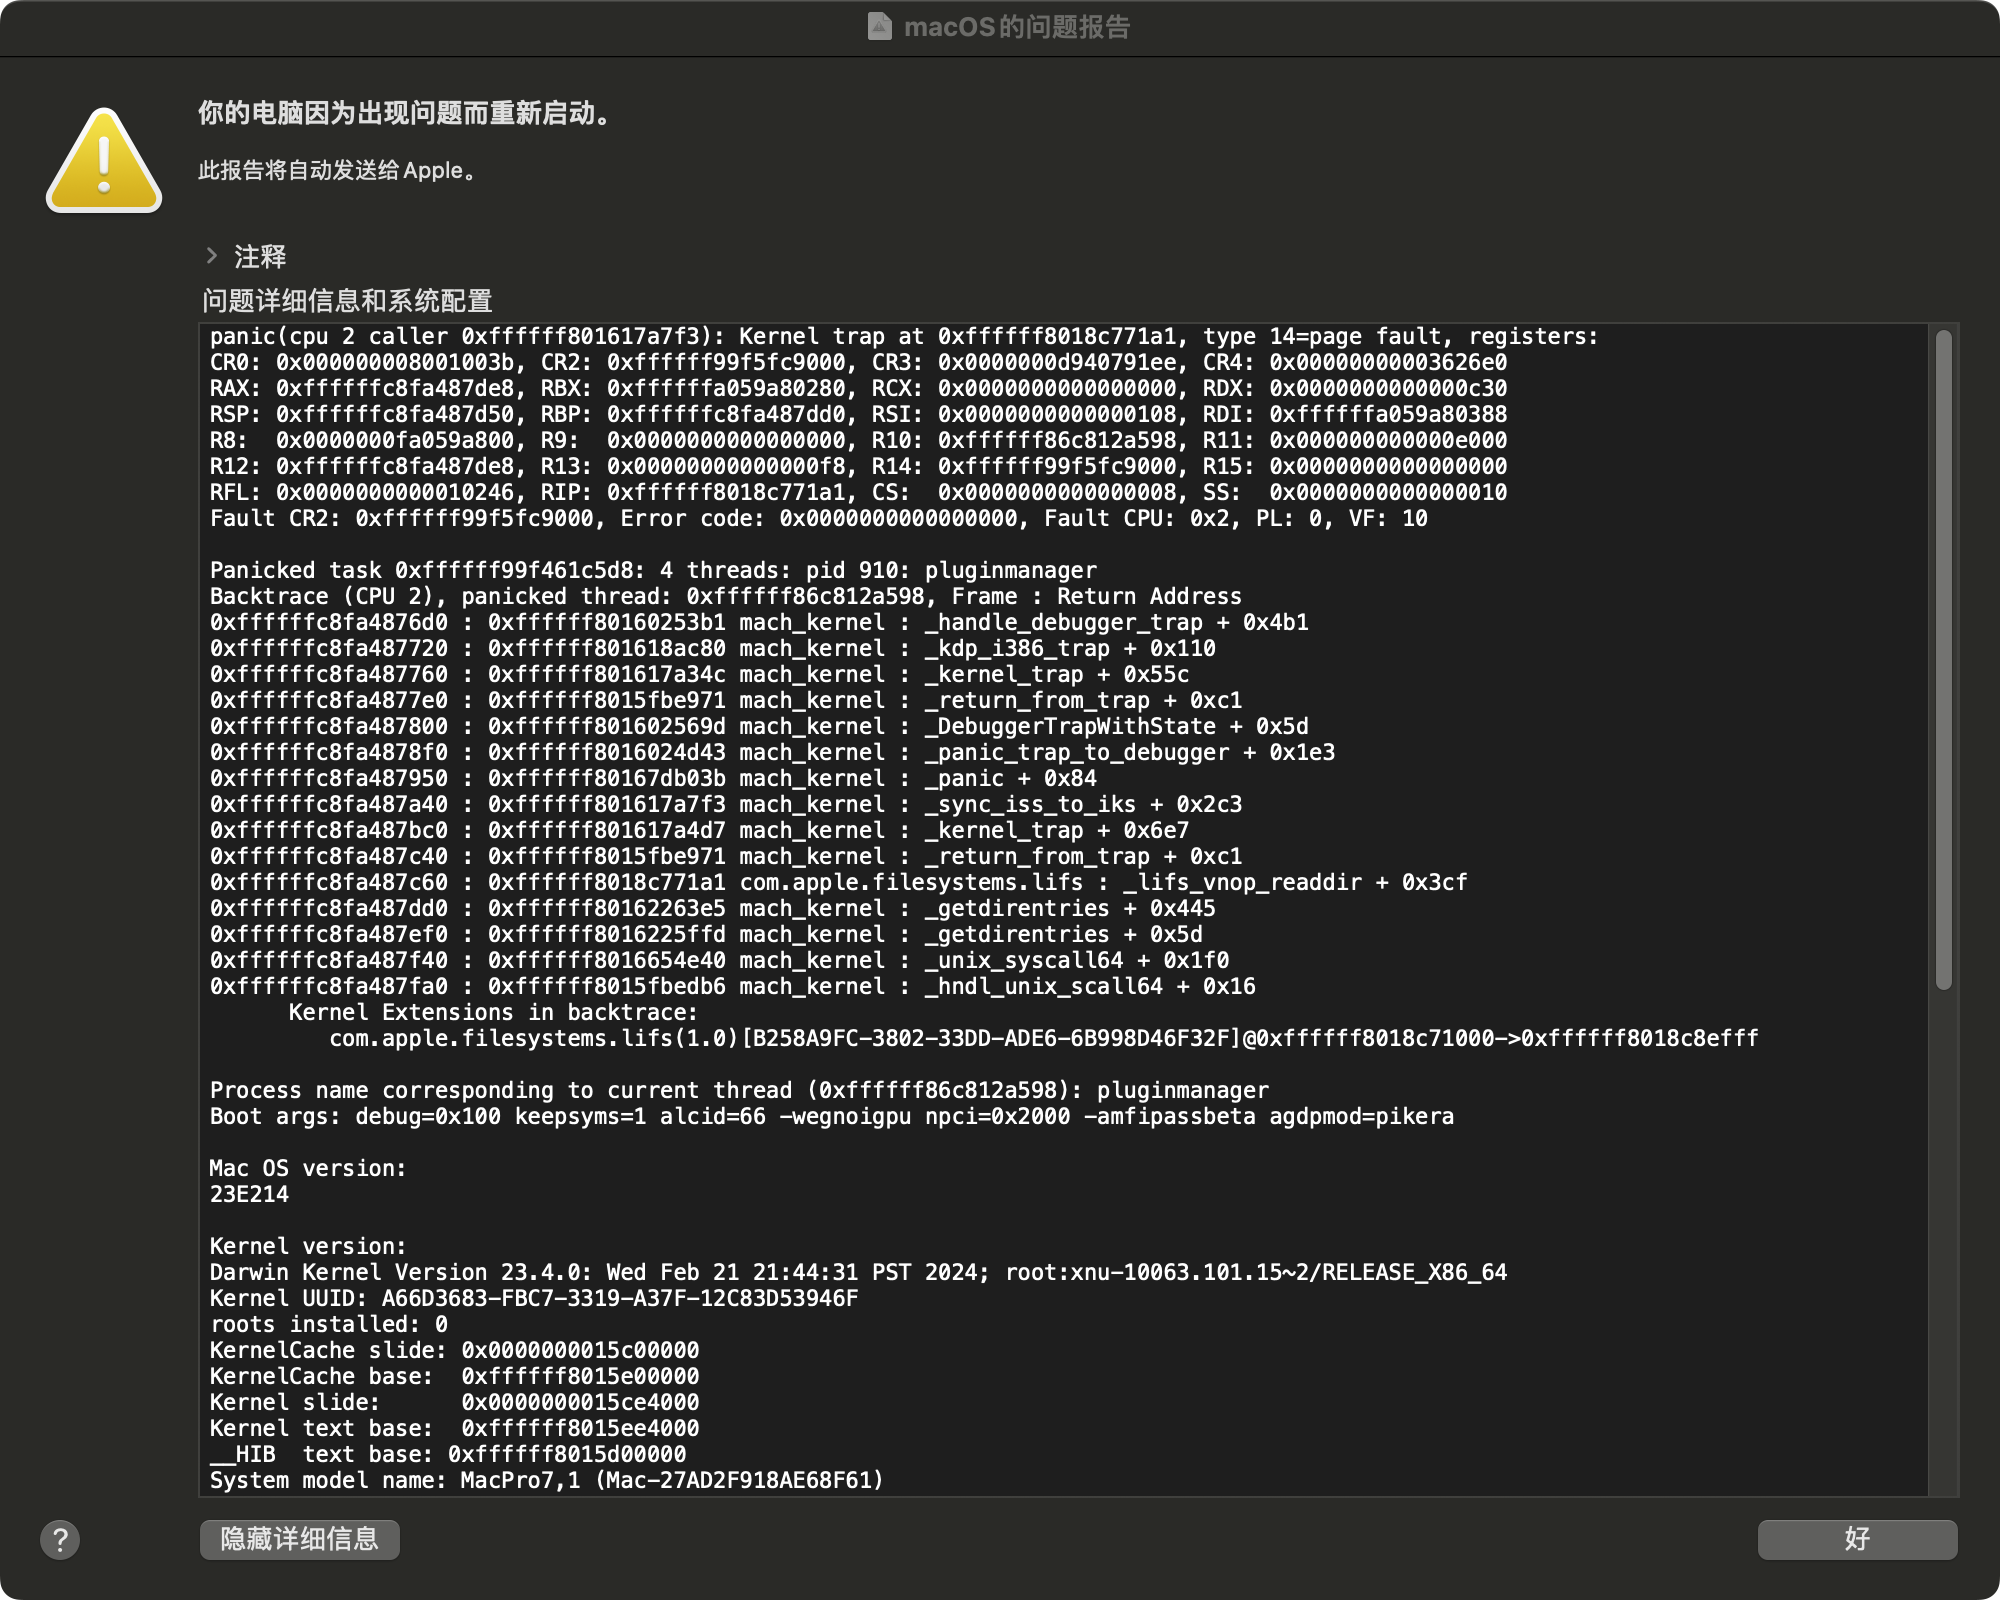 macOS的问题报告
你的电脑因为出现问题而重新启动。
此报告将自动发送给Apple。
注释
问题详细信息和系统配置
panic(cpu 2 caller 0xffffff801617a7f3): Kernel trap at 0xffffff8018c771a1, type 14=page fault, registers:
CR0: 0x000000008001003b, CR2: 0xffffff99f5fc9000, CR3: 0x0000000d940791ee, CR4: 0x00000000003626e0
RAX: 0xffffffc8fa487de8, RBX: 0xffffffa059a80280, RCX: 0x0000000000000000, RDX: 0x0000000000000c30
RSP: 0xffffffc8fa487d50, RBP: 0xffffffc8fa487dd0, RSI: 0x0000000000000108, RDI: 0xffffffa059a80388
R8:  0x0000000fa059a800, R9:  0x0000000000000000, R10: 0xffffff86c812a598, R11: 0x000000000000e000
R12: 0xffffffc8fa487de8, R13: 0x00000000000000f8, R14: 0xffffff99f5fc9000, R15: 0x0000000000000000
RFL: 0x0000000000010246, RIP: 0xffffff8018c771a1, CS:  0x0000000000000008, SS:  0x0000000000000010
Fault CR2: 0xffffff99f5fc9000, Error code: 0x0000000000000000, Fault CPU: 0x2, PL: 0, VF: 10
Panicked task 0xffffff99f461c5d8: 4 threads: pid 910: pluginmanager
Backtrace (CPU 2), panicked thread: 0xffffff86c812a598, Frame : Return Address
0xffffffc8fa4876d0 : 0xffffff80160253b1 mach_kernel : _handle_debugger_trap + 0x4b1
0xffffffc8fa487720 : 0xffffff801618ac80 mach_kernel : _kdp_i386_trap + 0x110
0xffffffc8fa487760 : 0xffffff801617a34c mach_kernel : _kernel_trap + 0x55c
0xffffffc8fa4877e0 : 0xffffff8015fbe971 mach_kernel : _return_from_trap + 0xc1
0xffffffc8fa487800 : 0xffffff801602569d mach_kernel : _DebuggerTrapWithState + 0x5d
0xffffffc8fa4878f0 : 0xffffff8016024d43 mach_kernel : _panic_trap_to_debugger + 0x1e3
0xffffffc8fa487950 : 0xffffff80167db03b mach_kernel : _panic + 0x84
0xffffffc8fa487a40 : 0xffffff801617a7f3 mach_kernel : _sync_iss_to_iks + 0x2c3
0xffffffc8fa487bc0 : 0xffffff801617a4d7 mach_kernel : _kernel_trap + 0x6e7
0xffffffc8fa487c40 : 0xffffff8015fbe971 mach_kernel : _return_from_trap + 0xc1
0xffffffc8fa487c60 : 0xffffff8018c771a1 com.apple.filesystems.lifs : _lifs_vnop_readdir + 0x3cf
0xffffffc8fa487dd0 : 0xffffff80162263e5 mach_kernel : _getdirentries + 0x445
0xffffffc8fa487ef0 : 0xffffff8016225ffd mach_kernel : _getdirentries + 0x5d
0xffffffc8fa487f40 : 0xffffff8016654e40 mach_kernel : _unix_syscall64 + 0x1f0
0xffffffc8fa487fa0 : 0xffffff8015fbedb6 mach_kernel : _hndl_unix_scall64 + 0x16
Kernel Extensions in backtrace:
com.apple.filesystems.lifs(1.0)[B258A9FC-3802-33DD-ADE6-6B998D46F32F]@0xffffff8018c71000->0xffffff8018c8efff
Process name corresponding to current thread (0xffffff86c812a598): pluginmanager
Boot args: debug=0x100 keepsyms=1 alcid=66 -wegnoigpu npci=0x2000 -amfipassbeta agdpmod=pikera
Mac OS version:
23E214
Kernel version:
Darwin Kernel Version 23.4.0: Wed Feb 21 21:44:31 PST 2024; root:xnu-10063.101.15~2/RELEASE_X86_64
Kernel UUID: A66D3683-FBC7-3319-A37F-12C83D53946F
roots installed: 0
KernelCache slide: 0x0000000015c00000
KernelCache base:  0xffffff8015e00000
Kernel slide:      0x0000000015ce4000
Kernel text base:  0xffffff8015ee4000
__HIB  text base: 0xffffff8015d00000
System model name: MacPro7,1 (Mac-27AD2F918AE68F61)
?
隐藏详细信息
好